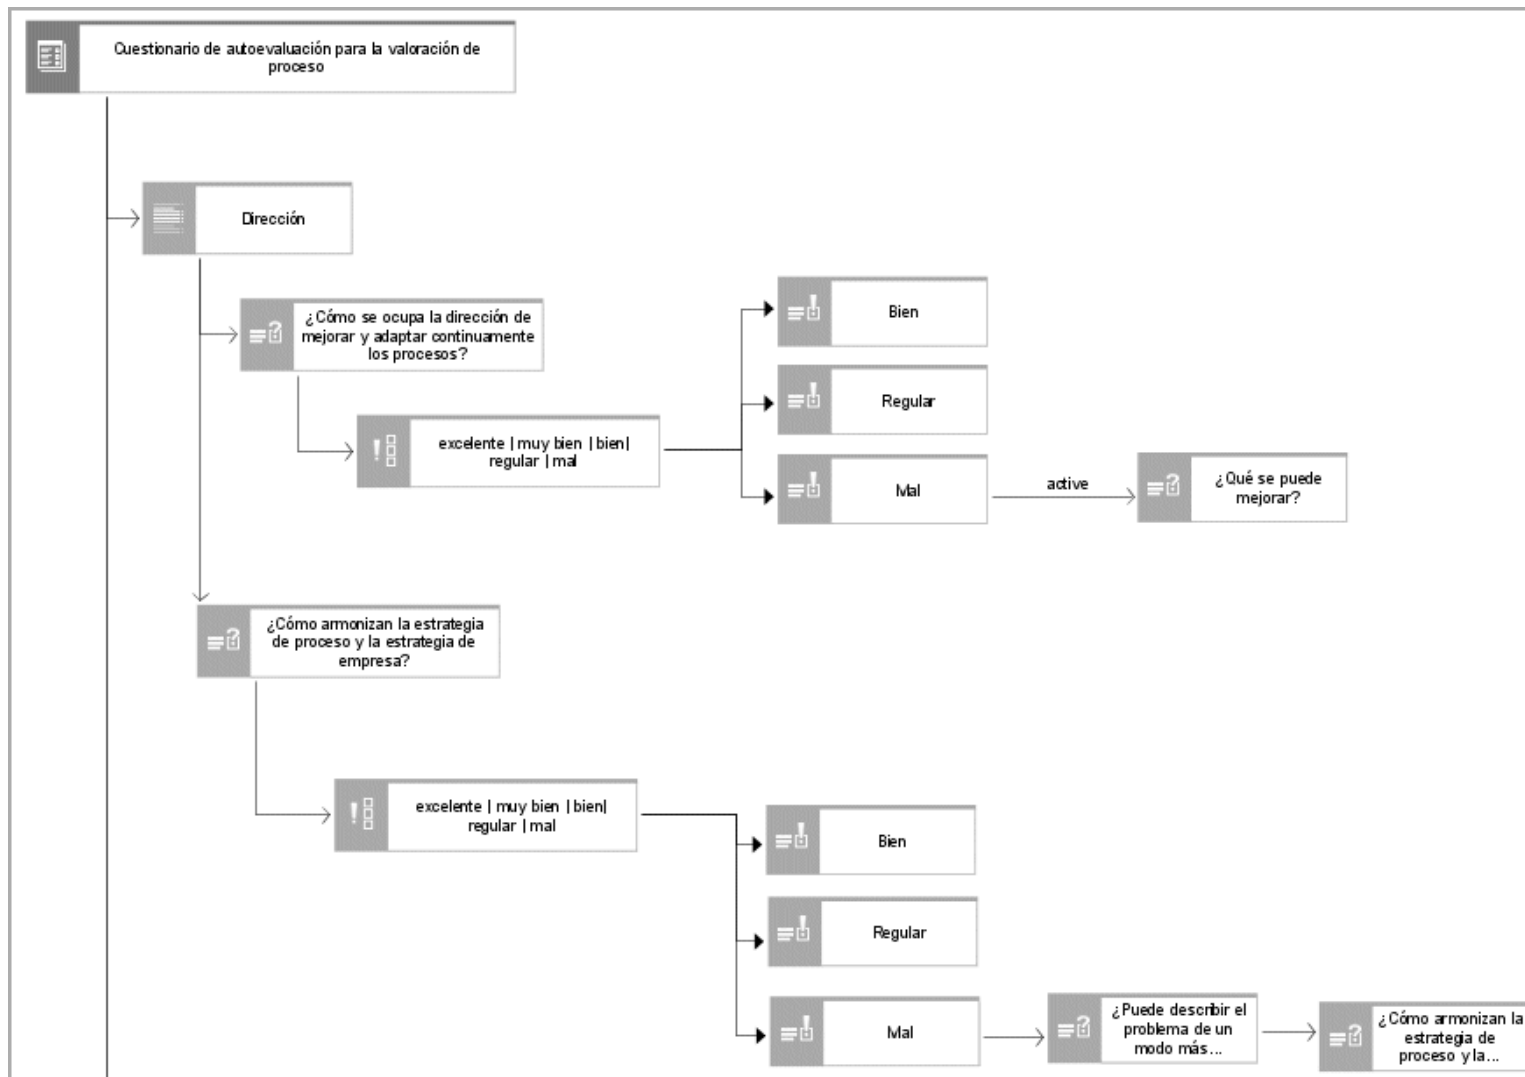 Cuestionario de autoevaluación para la valoración de
proceso
Dirección
¿Cómo se ocupa la dirección de
mejorar y adaptar continuamente
los procesos?
excelente | muy bien | bien|
regular | mal
Bien
Regular
Mal
active
¿Qué se puede
mejorar?
¿Cómo armonizan la estrategia
de proceso y la estrategia de
empresa?
excelente | muy bien | bien|
regular | mal
Bien
Regular
Mal
¿Puede describir el
problema de un
modo más...
¿Cómo armonizan la
estrategia de
proceso y la...